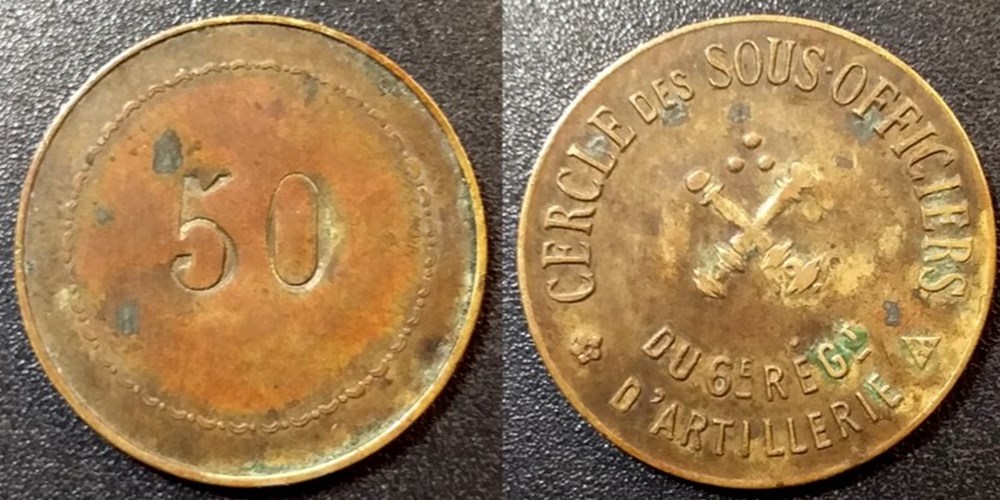 50
CERCLE DES SOUS-OFFICIERS
DU 6E REGT
D'ARTILLERIE